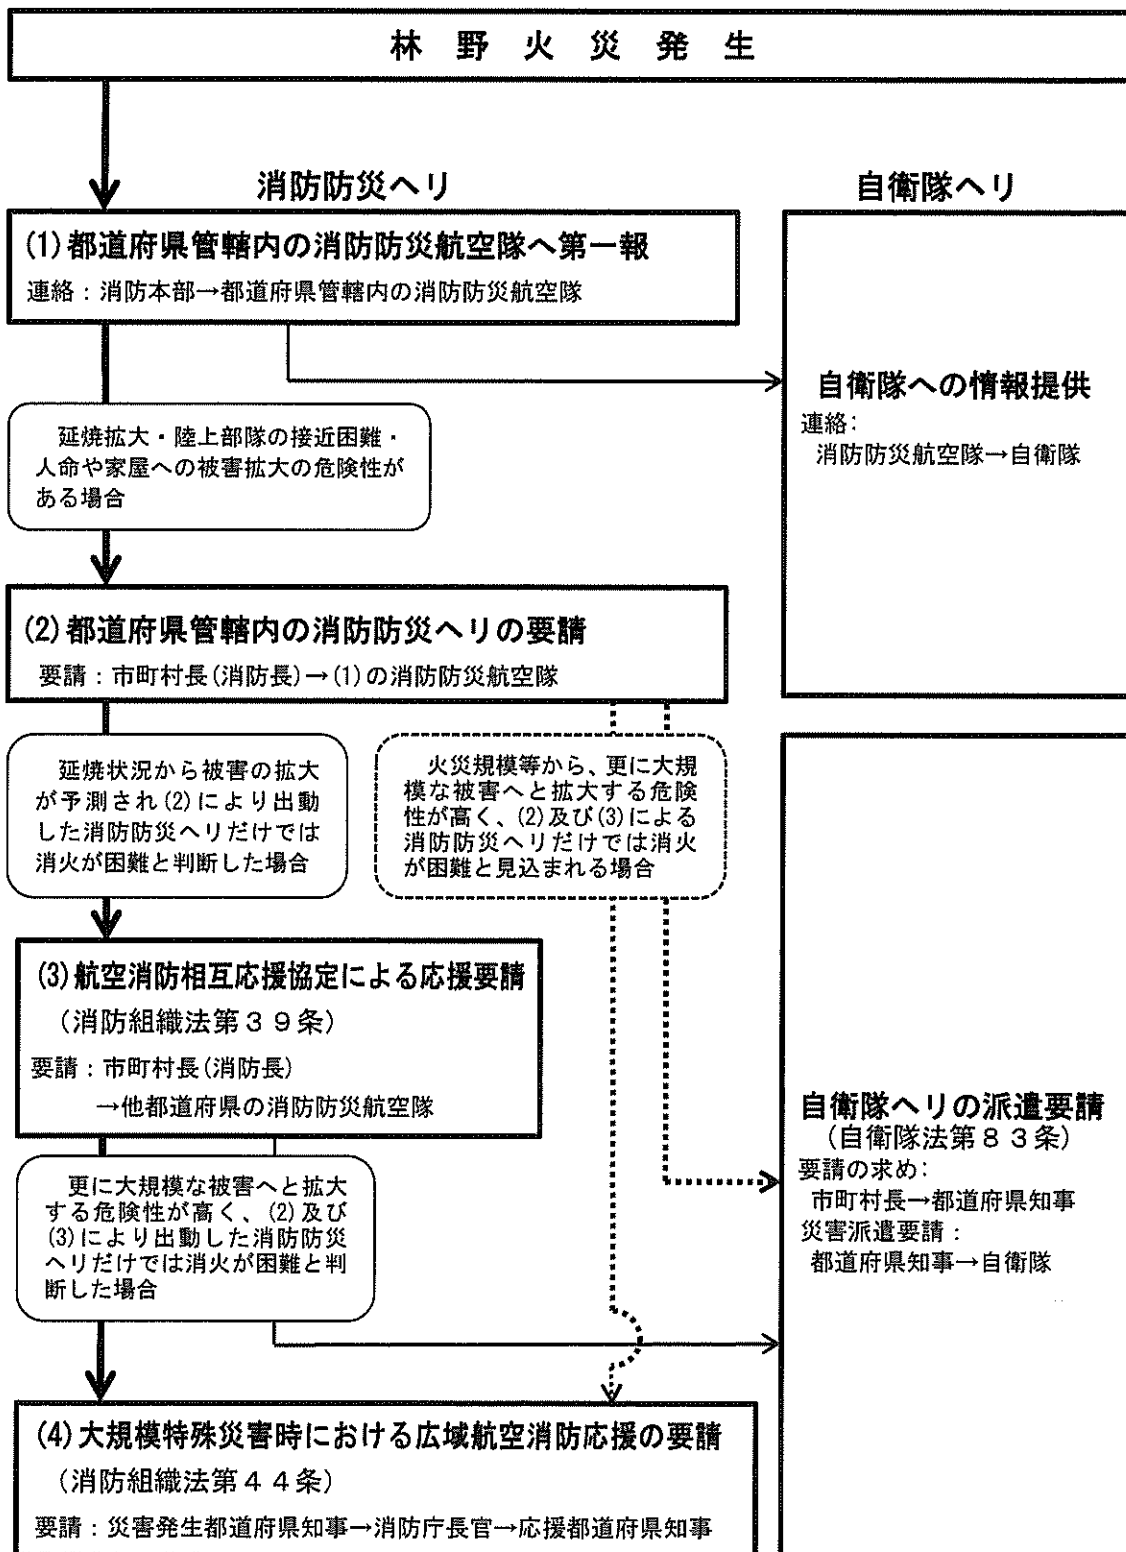 林野火災発生
消防防災ヘリ
自衛隊ヘリ
(1)都道府県管轄内の消防防災航空隊へ第一報
連絡：消防本部→都道府県管轄内の消防防災航空隊
自衛隊への情報提供
連絡：
消防防災航空隊→自衛隊
延焼拡大・陸上部隊の接近困難・
人命や家屋への被害拡大の危険性が
ある場合
(2)都道府県管轄内の消防防災ヘリの要請
要請：市町村長(消防長)→(1)の消防防災航空隊
延焼状況から被害の拡大
が予測され(2)により出動
した消防防災ヘリだけでは
消火が困難と判断した場合
火災規模等から、更に大規
模な被害へと拡大する危険
性が高く、(2)及び(3)による
消防防災ヘリだけでは消火
が困難と見込まれる場合
(3)航空消防相互応援協定による応援要請
（消防組織法第３９条）
要請：市町村長(消防長)
→他都道府県の消防防災航空隊
自衛隊ヘリの派遣要請
（自衛隊法第８３条）
要請の求め：
市町村長→都道府県知事
災害派遣要請：
都道府県知事→自衛隊
更に大規模な被害へと拡大
する危険性が高く、(2)及び
(3)により出動した消防防災
ヘリだけでは消火が困難と判
断した場合
(4)大規模特殊災害時における広域航空消防応援の要請
（消防組織法第４４条）
要請：災害発生都道府県知事→消防庁長官→応援都道府県知事